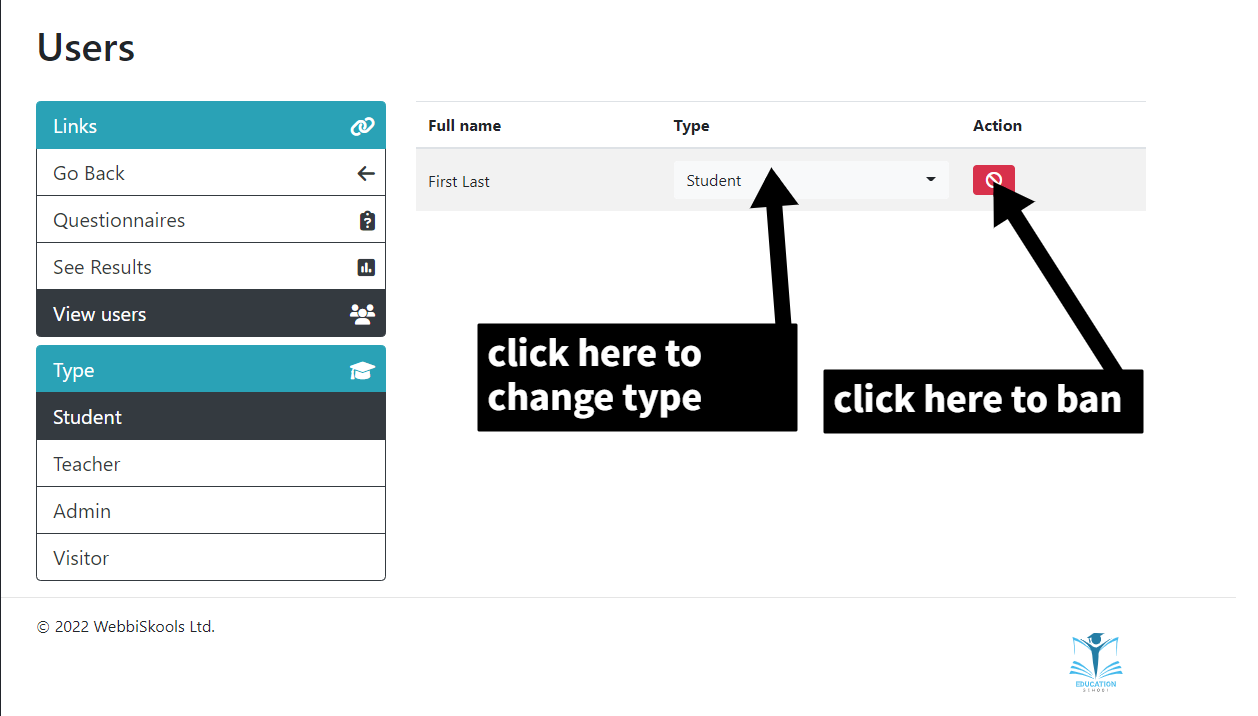 Users
Links
Go Back
Questionnaires
See Results
View users
Type
Student
Teacher
Admin
Visitor
Full name Type Action
First Last Student
click here to
change type
click here to ban
© 2022 WebbiSkools Ltd.
EDUCATION
SCHOOL